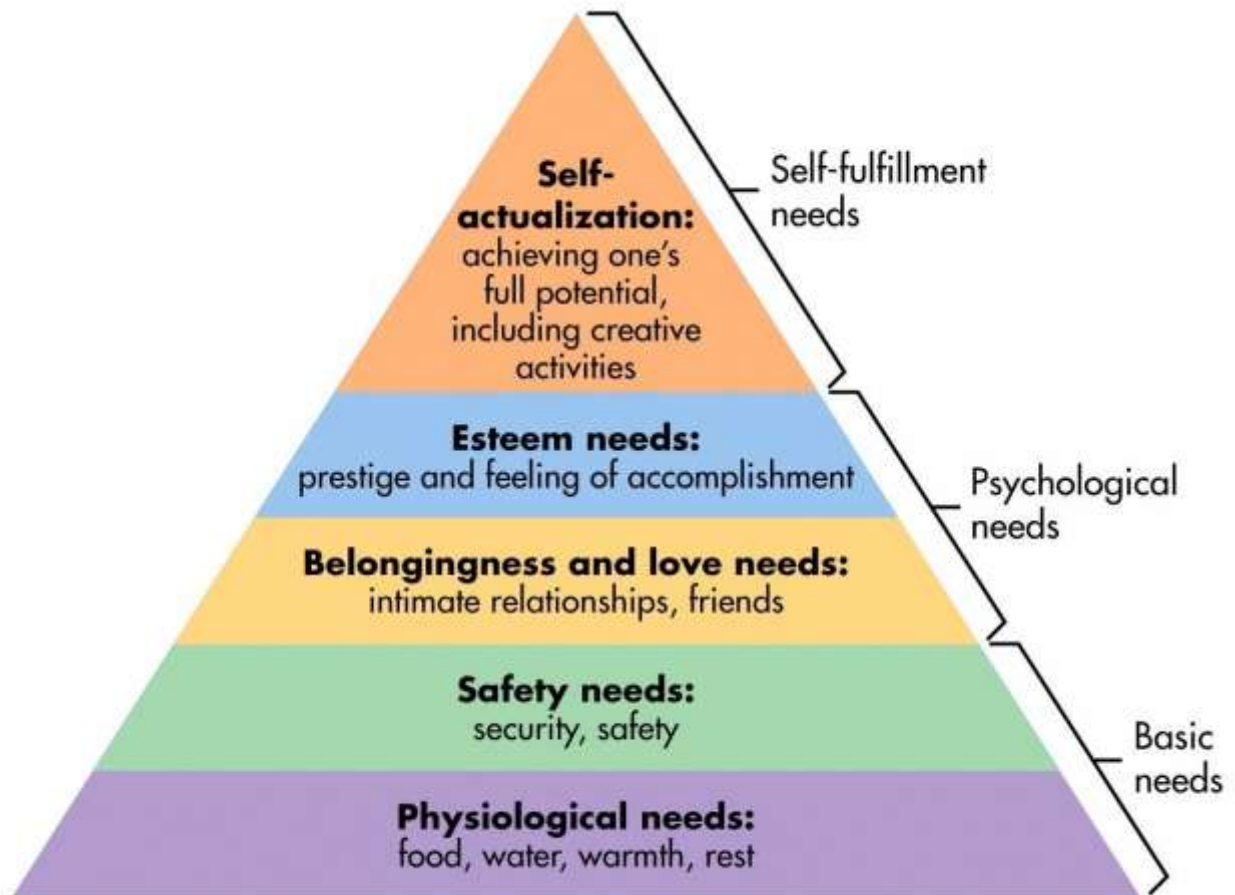 Self-
actualization:
achieving one's
full potential,
including creative
activities
Self-fulfillment
needs
Esteem needs:
prestige and feeling of accomplishment
Belongingness and love needs:
intimate relationships, friends
Psychological
needs
Safety needs:
security, safety
Physiological needs:
food, water, warmth, rest
Basic
needs